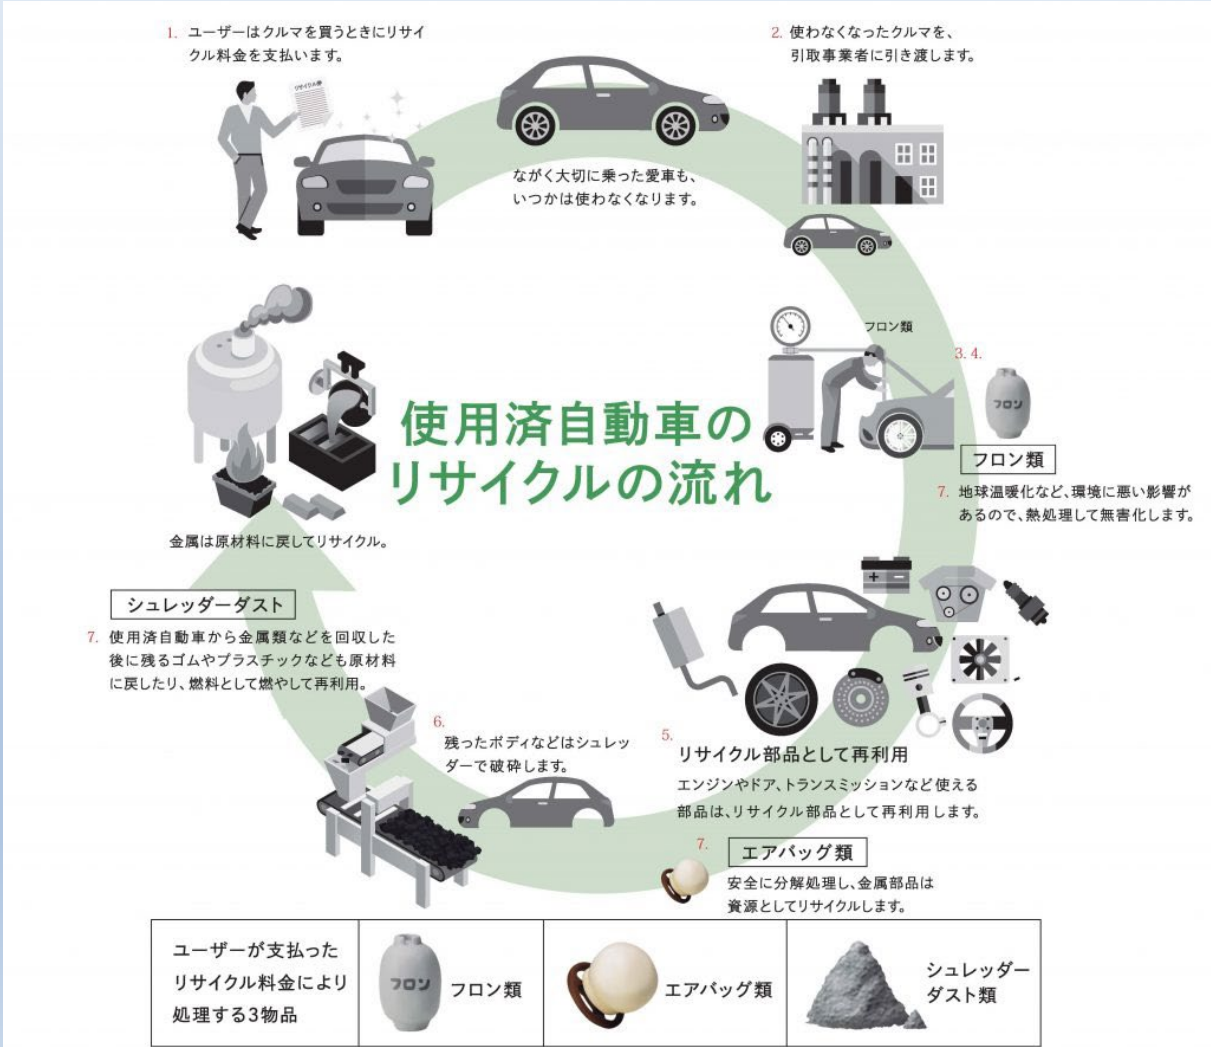 1. ユーザーはクルマを買うときにリサイ
クル料金を支払います。
リサイクル券
ながく大切に乗った愛車も、
いつかは使わなくなります。
2. 使わなくなったクルマを、
引取事業者に引き渡します。
フロン類
3. 4.
フロン
フロン類
7. 地球温暖化など、環境に悪い影響が
あるので、熱処理して無害化します。
使用済自動車の
リサイクルの流れ
5.
リサイクル部品として再利用
エンジンやドア、トランスミッションなど使える
部品は、リサイクル部品として再利用します。
7.
エアバッグ類
安全に分解処理し、金属部品は
資源としてリサイクルします。
6.
残ったボディなどはシュレッ
ダーで破砕します。
シュレッダーダスト
7. 使用済自動車から金属類などを回収した
後に残るゴムやプラスチックなども原材料
に戻したり、燃料として燃やして再利用。
金属は原材料に戻してリサイクル。
ユーザーが支払った
リサイクル料金により
処理する3物品
フロン
フロン類
エアバッグ類
シュレッダー
ダスト類